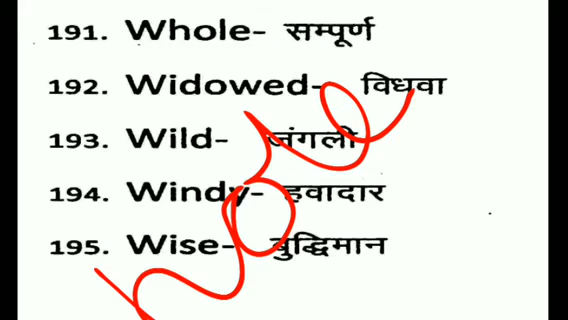 191. Whole- सम्पूर्ण
192. Widowed- विधवा
193. Wild- जंगली
194. Windy- हवादार
195. Wise- बुद्धिमान